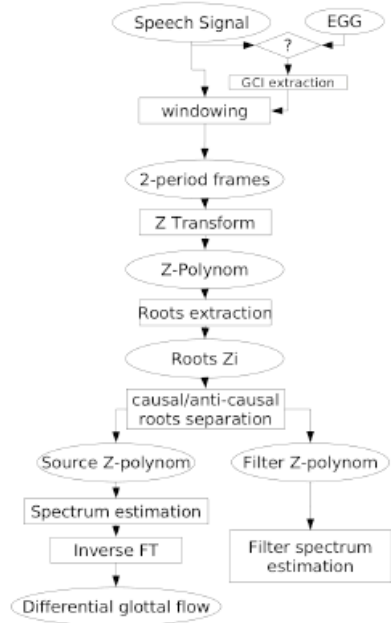 Speech Signal
EGG
?
GCI extraction
windowing
2-period frames
Z Transform
Z-Polynom
Roots extraction
Roots Zi
causal/anti-causal
roots separation
Source Z-polynom
Filter Z-polynom
Spectrum estimation
Inverse FT
Filter spectrum
estimation
Differential glottal flow